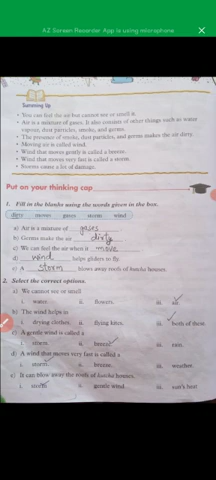 AZ Screen Recorder App is using microphone
Summing Up
• You can feel the air but cannot see or smell it.
• Air is a mixture of gases. It also consists of other things such as water
vapour, dust particles, smoke, and germs.
• The presence of smoke, dust particles, and germs makes the air dirty.
• Moving air is called wind.
• Wind that moves gently is called a breeze.
• Wind that moves very fast is called a storm.
• Storms cause a lot of damage.
Put on your thinking cap
1. Fill in the blanks using the words given in the box.
dirty moves gases storm wind
a) Air is a mixture of gases.
b) Germs make the air dirty.
c) We can feel the air when it move
d) wind helps gliders to fly.
e) A storm blows away roofs of kutcha houses.
2. Select the correct options.
a) We cannot see or smell
i. water. ii. flowers. iii. air.
b) The wind helps in
i. drying clothes. ii. flying kites. iii. both of these.
c) A gentle wind is called a
i. storm. ii. breeze. iii. rain.
d) A wind that moves very fast is called a
i. storm. ii. breeze. iii. weather.
e) It can blow away the roofs of kutcha houses.
i. storm ii. gentle wind. iii. sun's heat